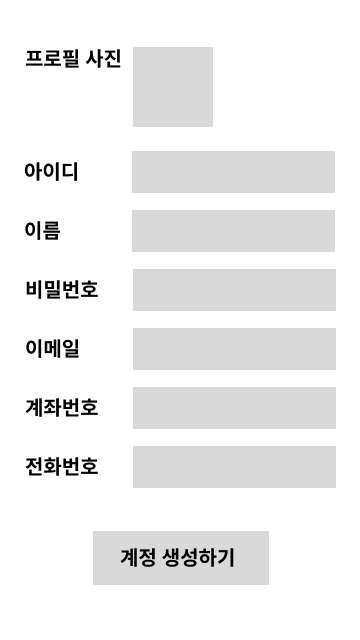 프로필 사진
아이디
이름
비밀번호
이메일
계좌번호
전화번호
계정 생성하기